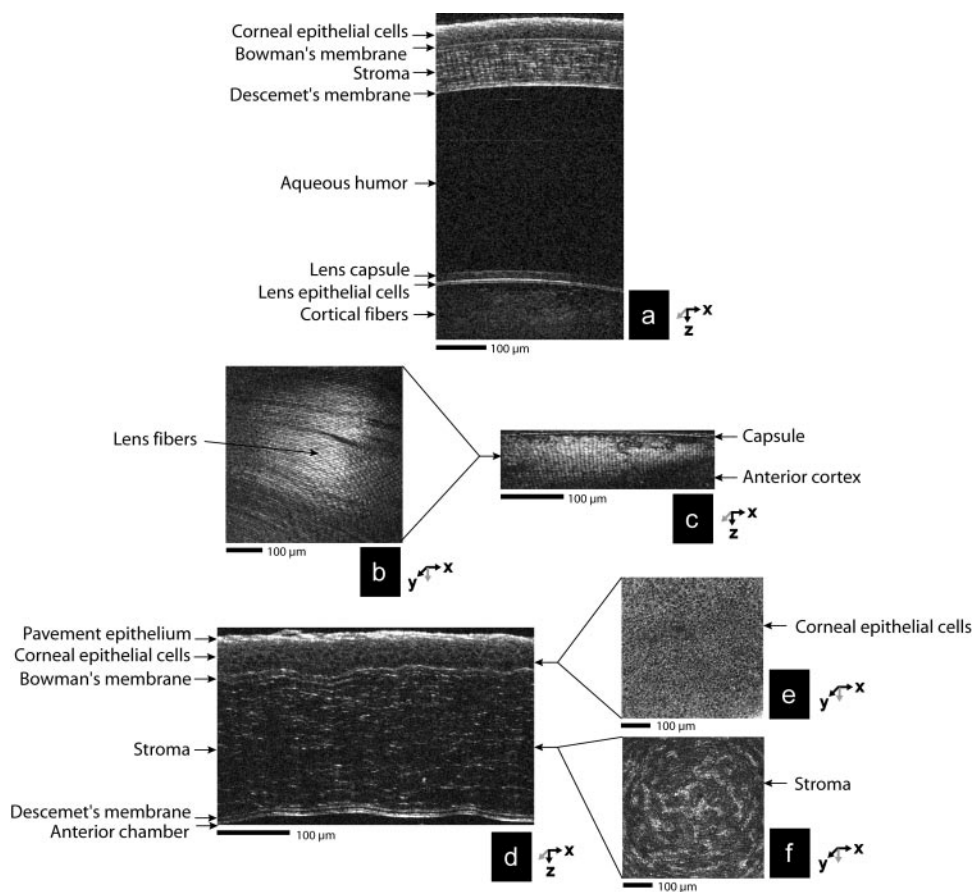 Corneal epithelial cells
Bowman's membrane
Stroma
Descemet's membrane
Aqueous humor
Lens capsule
Lens epithelial cells
Cortical fibers
a
x
z
100 µm
Lens fibers
100 µm
b
y
x
Capsule
Anterior cortex
100 µm
c
x
z
Pavement epithelium
Corneal epithelial cells
Bowman's membrane
Stroma
Descemet's membrane
Anterior chamber
100 µm
d
x
z
Corneal epithelial cells
e
y
x
100 µm
Stroma
f
y
x
100 µm